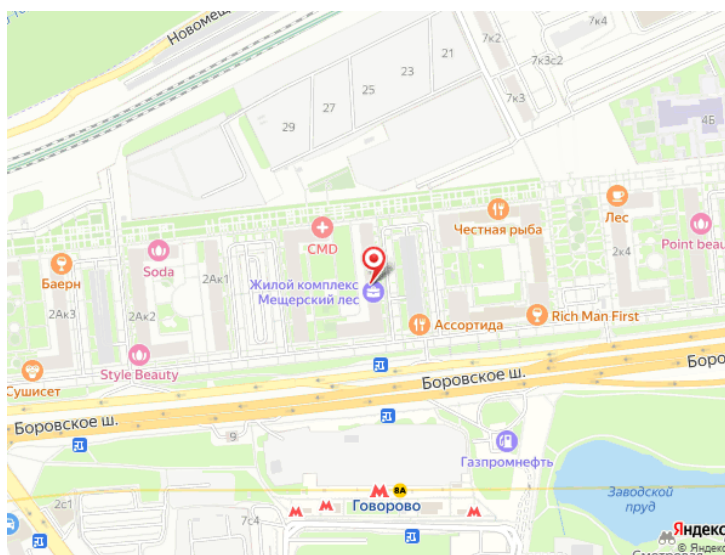 Новомещ
7к2
7к3с2
7к3
21
23
25
27
29
4Б
Лес
Честная рыба
CMD
Soda
Point beau
Баерн
2Ак1
2к4
Жилой комплекс
Мещерский лес
2Ак3
2Ак2
Rich Man First
Ассортида
Style Beauty
Сушисет
Боро
Боровское ш.
Боровское ш.
9
Газпромнефть
8А
Заводской
пруд
2с1
Говорово
7с4
Яндекс
© Яндекс